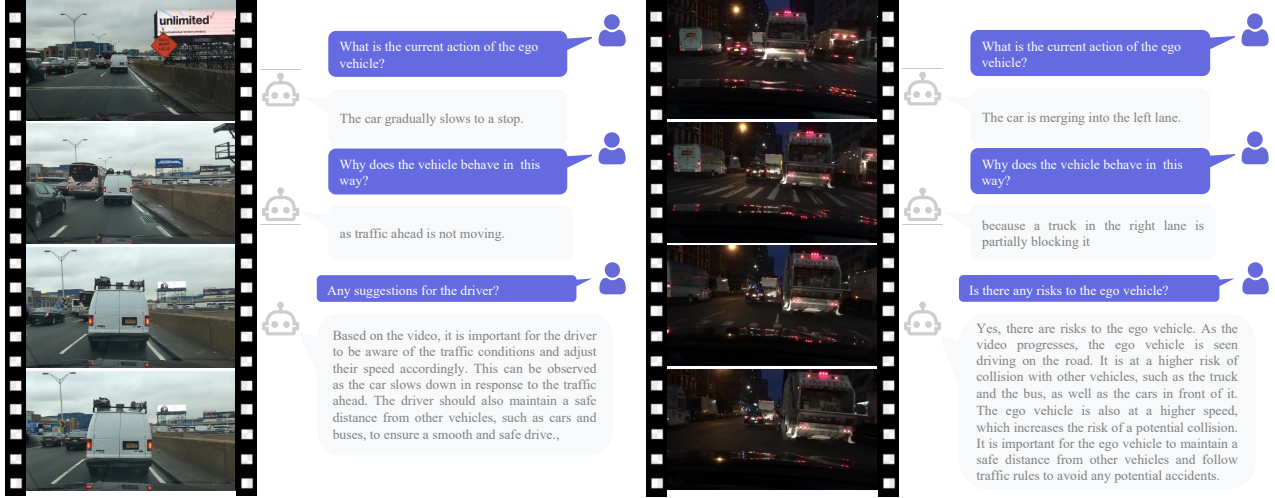 unlimited
What is the current action of the ego
vehicle?
The car gradually slows to a stop.
Why does the vehicle behave in this
way?
as traffic ahead is not moving.
Any suggestions for the driver?
Based on the video, it is important for the driver
to be aware of the traffic conditions and adjust
their speed accordingly. This can be observed
as the car slows down in response to the traffic
ahead. The driver should also maintain a safe
distance from other vehicles, such as cars and
buses, to ensure a smooth and safe drive.,
What is the current action of the ego
vehicle?
The car is merging into the left lane.
Why does the vehicle behave in this
way?
because a truck in the right lane is
partially blocking it
Is there any risks to the ego vehicle?
Yes, there are risks to the ego vehicle. As the
video progresses, the ego vehicle is seen
driving on the road. It is at a higher risk of
collision with other vehicles, such as the truck
and the bus, as well as the cars in front of it.
The ego vehicle is also at a higher speed,
which increases the risk of a potential collision.
It is important for the ego vehicle to maintain a
safe distance from other vehicles and follow
traffic rules to avoid any potential accidents.